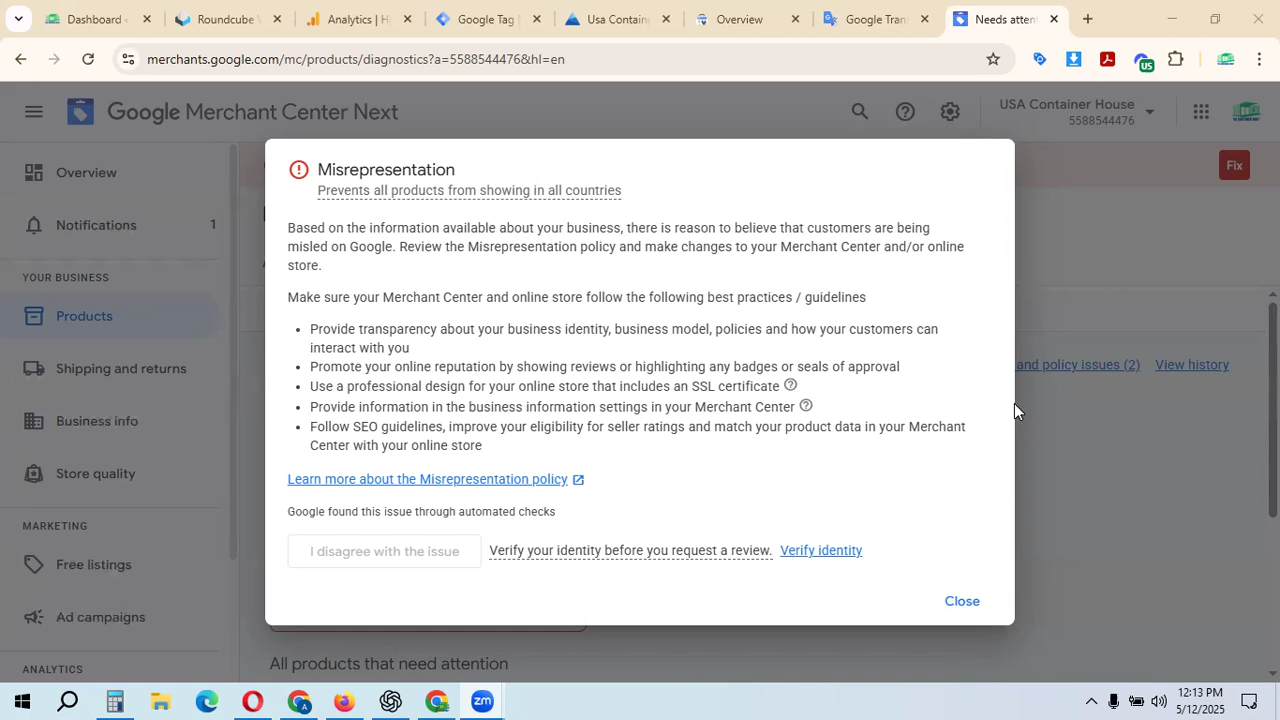 Dashboard
Roundcube
Analytics | H
Google Tag
Usa Contain
Overview
Google Tran
Needs atten
merchants.google.com/mc/products/diagnostics?a=5588544476&hl=en
US
Google Merchant Center Next
USA Container House
5588544476
Overview
Fix
Notifications 1
YOUR BUSINESS
Products
Shipping and returns
Business info
Store quality
MARKETING
Free listings
Ad campaigns
ANALYTICS
Misrepresentation
Prevents all products from showing in all countries
Based on the information available about your business, there is reason to believe that customers are being
misled on Google. Review the Misrepresentation policy and make changes to your Merchant Center and/or online
store.
Make sure your Merchant Center and online store follow the following best practices / guidelines
• Provide transparency about your business identity, business model, policies and how your customers can
interact with you
• Promote your online reputation by showing reviews or highlighting any badges or seals of approval
• Use a professional design for your online store that includes an SSL certificate
• Provide information in the business information settings in your Merchant Center
• Follow SEO guidelines, improve your eligibility for seller ratings and match your product data in your Merchant
Center with your online store
Learn more about the Misrepresentation policy
Google found this issue through automated checks
I disagree with the issue Verify your identity before you request a review. Verify identity
Close
and policy issues (2) View history
All products that need attention
zm
12:13 PM
5/12/2025